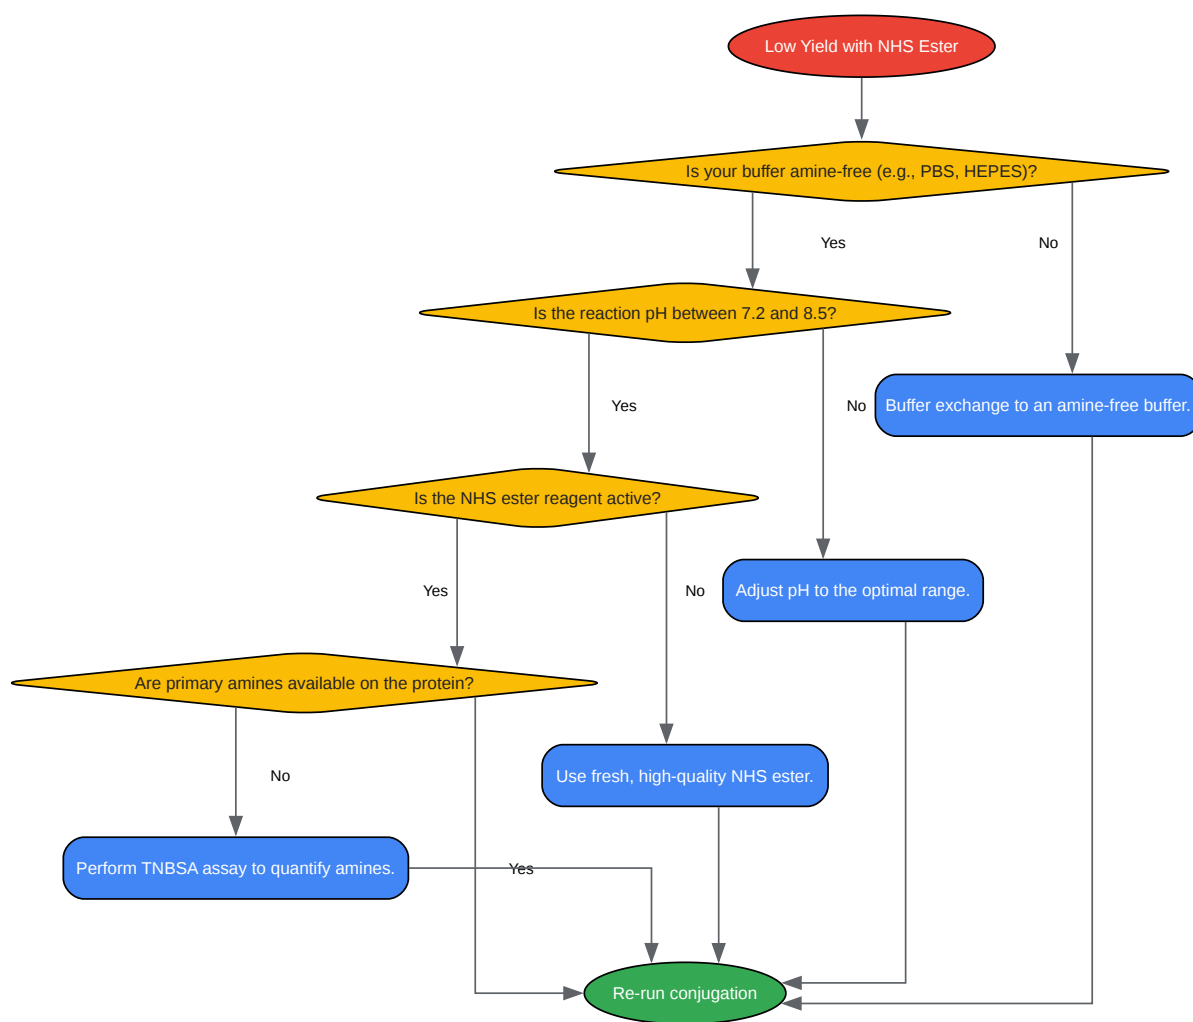 Low Yield with NHS Ester
Is your buffer amine-free (e.g., PBS, HEPES)?
Yes
No
Is the reaction pH between 7.2 and 8.5?
Yes
No
Buffer exchange to an amine-free buffer.
Is the NHS ester reagent active?
Yes
No
Adjust pH to the optimal range.
Are primary amines available on the protein?
No
Use fresh, high-quality NHS ester.
Perform TNBSA assay to quantify amines.
Yes
Re-run conjugation